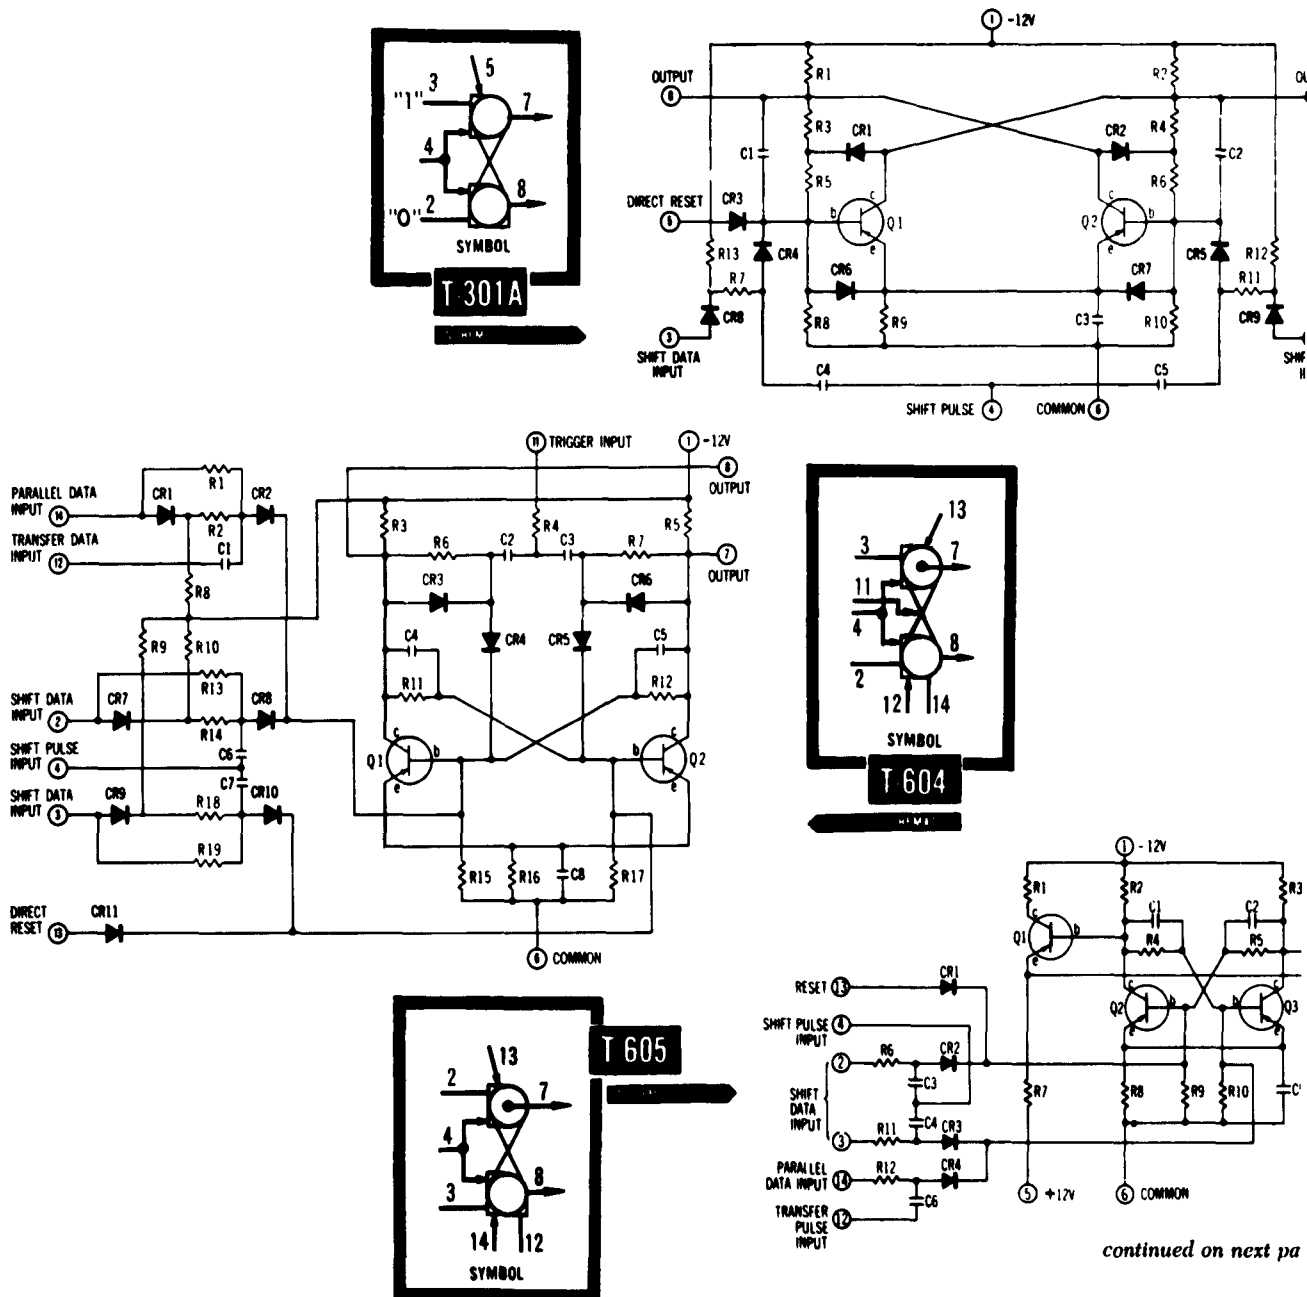 5
"1" 3
7
4
"0" 2
8
SYMBOL
T 301A
① -12V
OUTPUT
⑧
R1
R2
R3
CR1
CR2
R4
C1
C2
R5
R6
DIRECT RESET
⑤
CR3
b
c
e
Q1
Q2
c
b
e
R13
CR4
CR5
R12
R7
CR6
CR7
R11
CR8
R8
R9
C3
R10
CR9
③
SHIFT DATA
INPUT
C4
C5
SHIFT PULSE ④
COMMON ⑥
⑪ TRIGGER INPUT
① -12V
⑧
OUTPUT
R1
PARALLEL DATA
INPUT ⑭
CR1
CR2
R2
TRANSFER DATA
INPUT ⑫
C1
R3
R4
R5
R6
C2
C3
R7
⑦
OUTPUT
R8
CR3
CR6
R9
R10
CR4
CR5
C4
C5
R13
R11
R12
SHIFT DATA
INPUT ②
CR7
CR8
R14
SHIFT PULSE
INPUT ④
C6
C7
Q1
c
b
e
b
c
e
Q2
SHIFT DATA
INPUT ③
CR9
R18
CR10
R19
R15
R16
C8
R17
DIRECT
RESET ⑬
CR11
⑥ COMMON
13
3
7
11
4
8
2
12
14
SYMBOL
T 604
① -12V
R1
R2
R3
C1
C2
Q1
c
b
e
R4
R5
RESET ⑬
CR1
Q2
c
b
e
b
c
e
Q3
SHIFT PULSE ④
INPUT
②
R6
CR2
C3
SHIFT
DATA
INPUT
R7
R8
R9
R10
C4
③
R11
CR3
PARALLEL
DATA INPUT ⑭
R12
CR4
TRANSFER
PULSE ⑫
INPUT
C6
⑤ +12V
⑥ COMMON
13
2
7
4
3
8
14
12
SYMBOL
T 605
continued on next pa